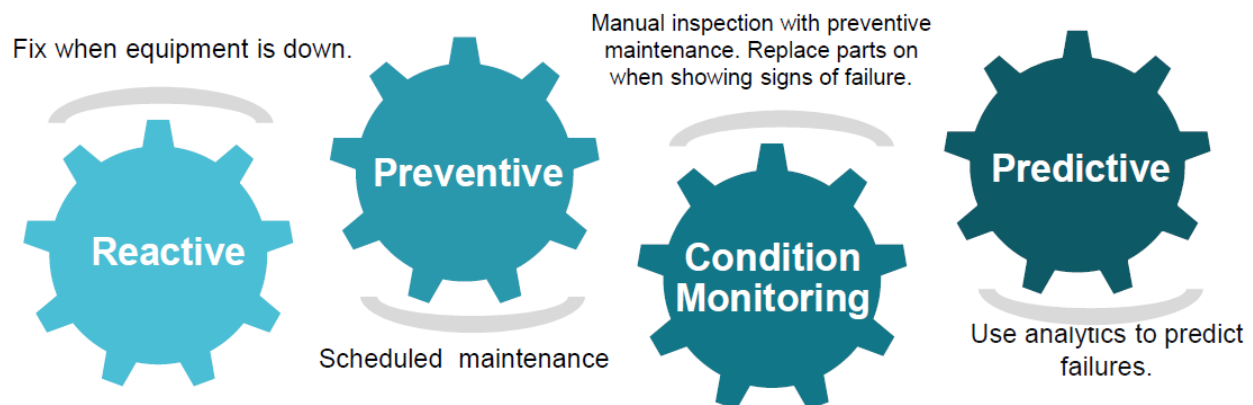 Fix when equipment is down.
Reactive
Preventive
Scheduled maintenance
Manual inspection with preventive
maintenance. Replace parts on
when showing signs of failure.
Condition
Monitoring
Predictive
Use analytics to predict
failures.